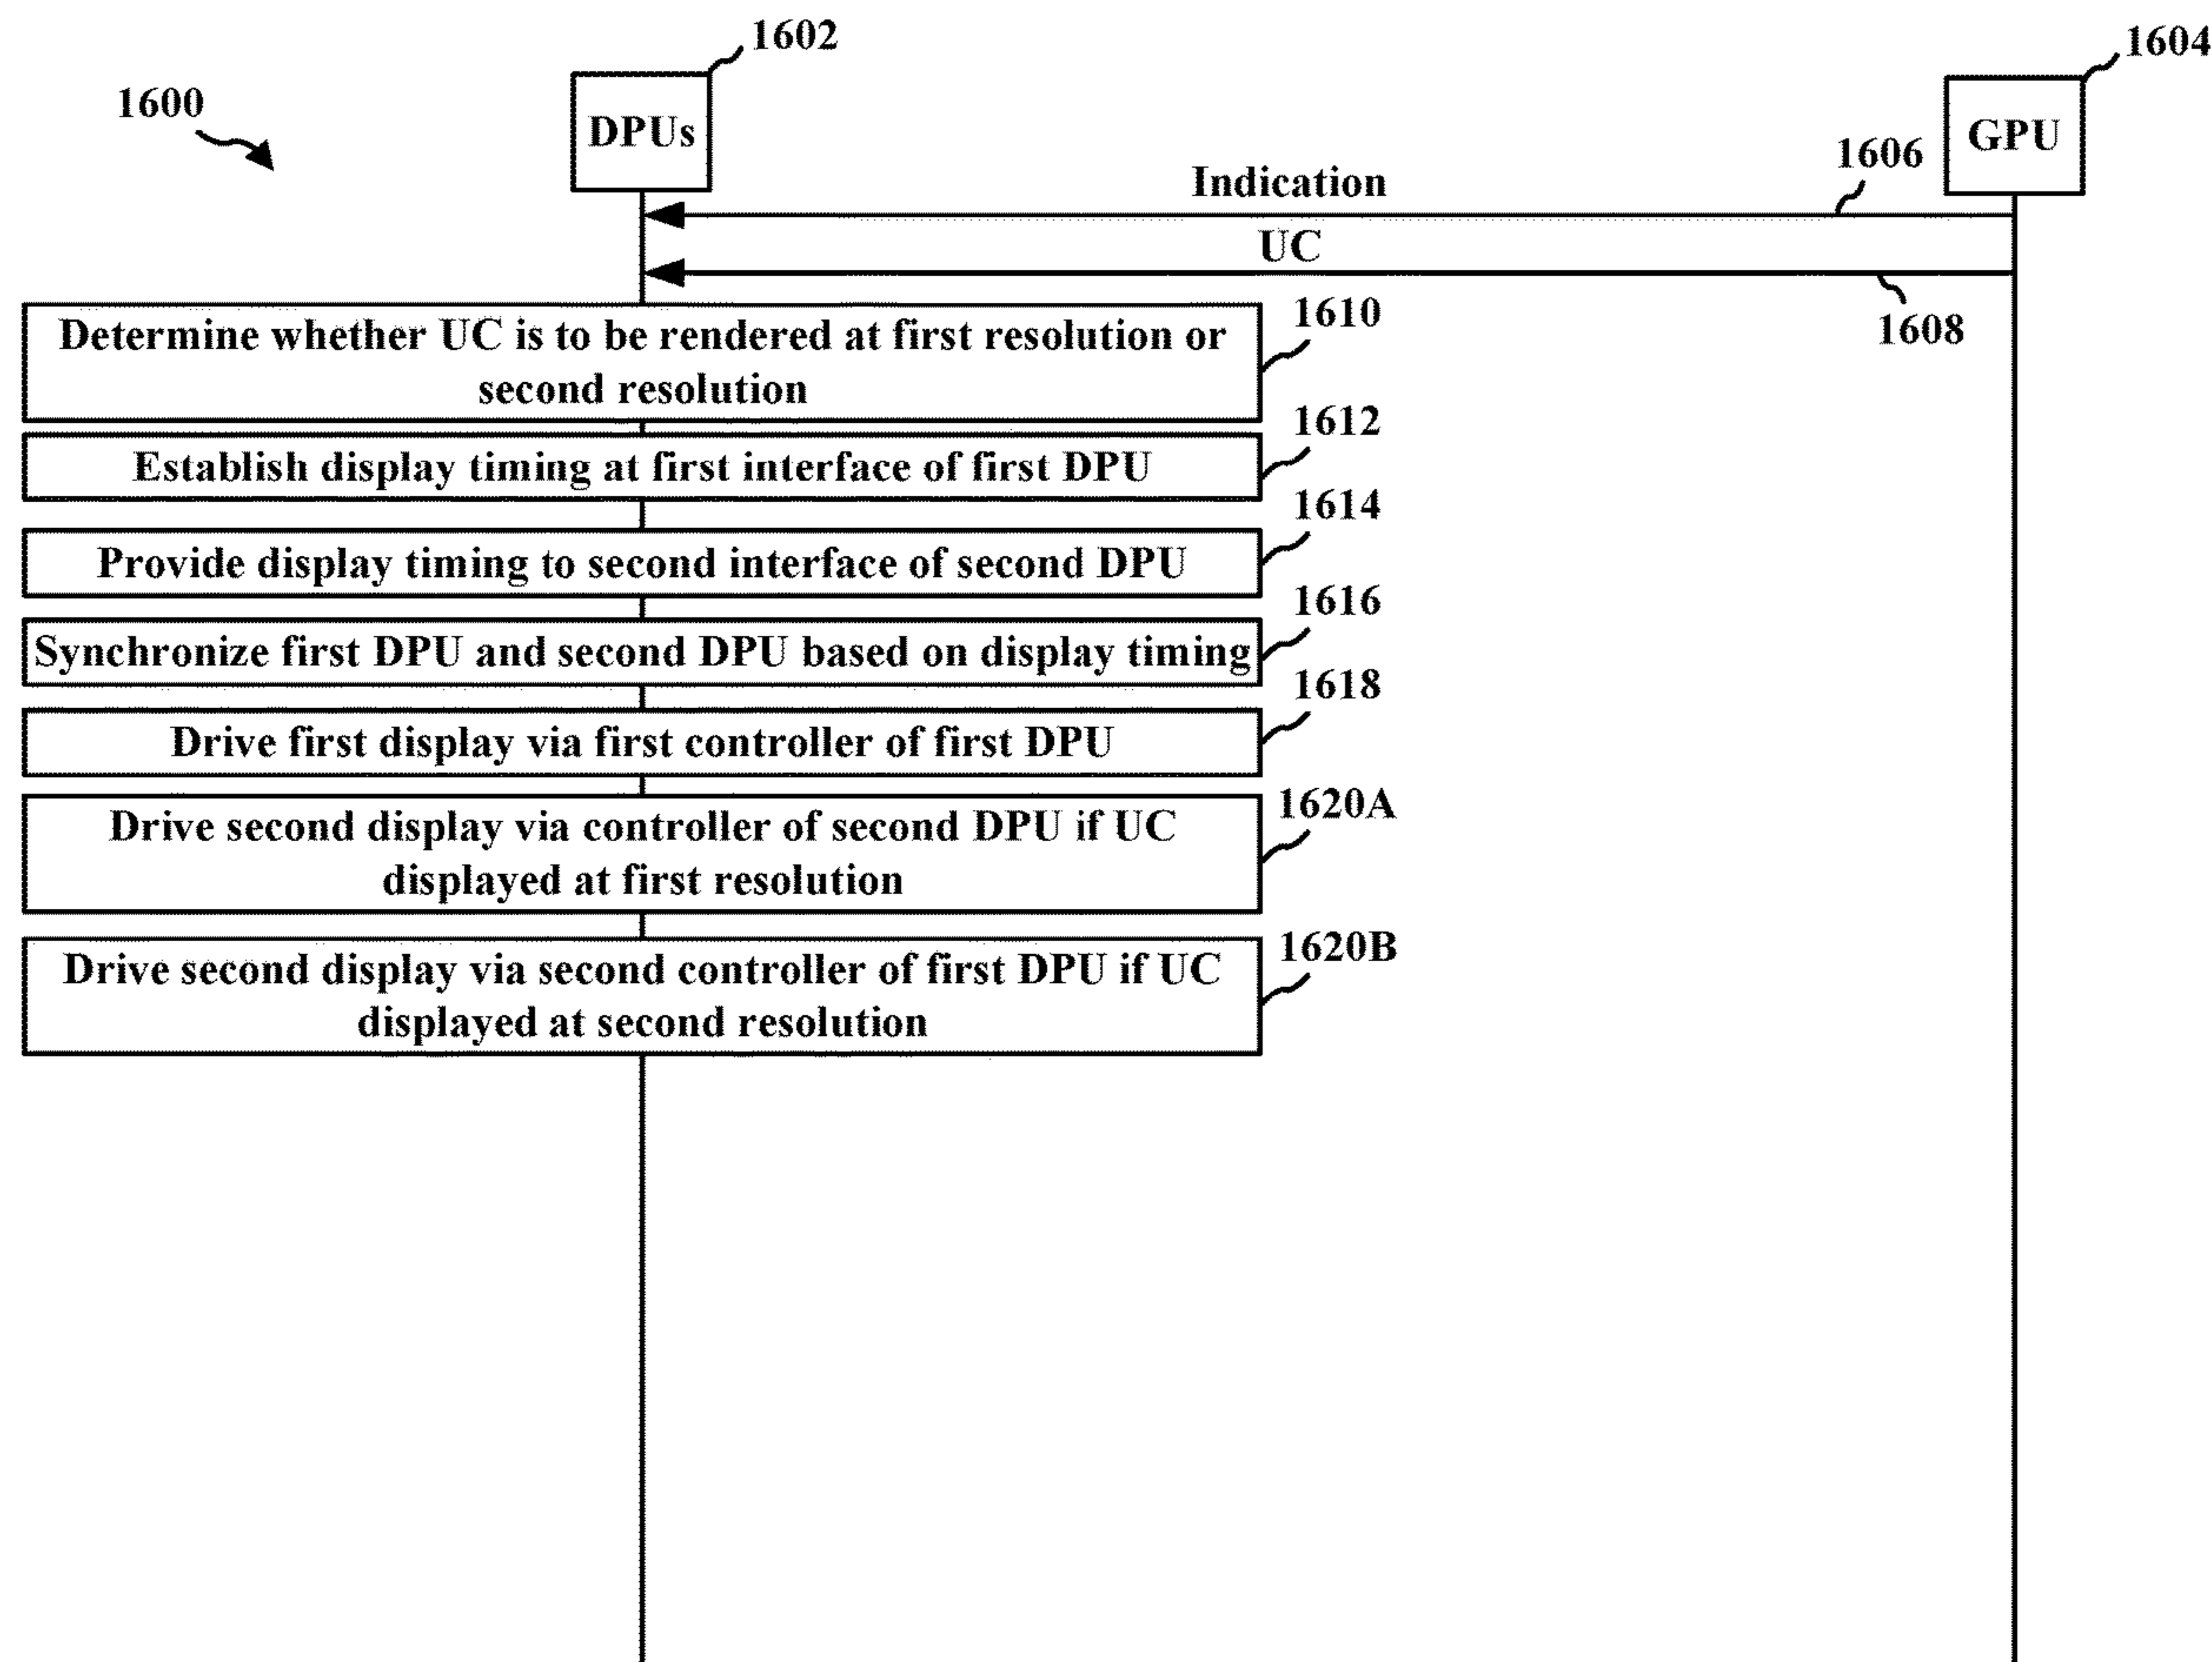 1602
1604
1600
DPUs
GPU
1606
Indication
UC
1608
1610
Determine whether UC is to be rendered at first resolution or
second resolution
1612
Establish display timing at first interface of first DPU
1614
Provide display timing to second interface of second DPU
1616
Synchronize first DPU and second DPU based on display timing
1618
Drive first display via first controller of first DPU
1620A
Drive second display via controller of second DPU if UC
displayed at first resolution
1620B
Drive second display via second controller of first DPU if UC
displayed at second resolution